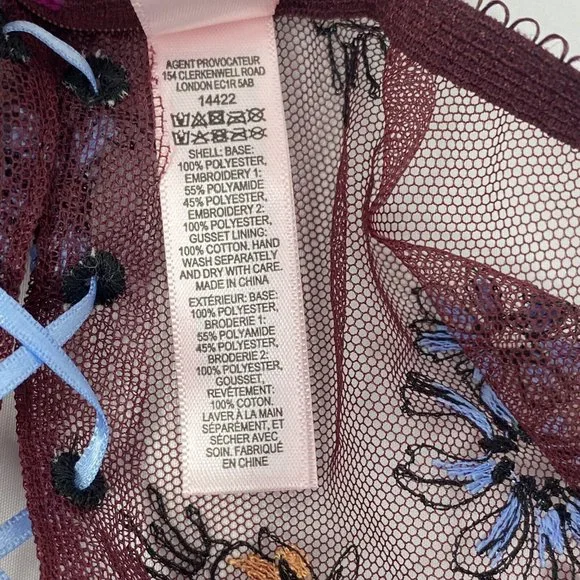 AGENT PROVOCATEUR
154 CLERKENWELL ROAD
LONDON EC1R 5AB
14422
SHELL: BASE:
100% POLYESTER,
EMBROIDERY 1:
55% POLYAMIDE
45% POLYESTER,
EMBROIDERY 2:
100% POLYESTER,
GUSSET LINING:
100% COTTON. HAND
WASH SEPARATELY
AND DRY WITH CARE.
MADE IN CHINA
EXTÉRIEUR: BASE:
100% POLYESTER,
BRODERIE 1:
55% POLYAMIDE
45% POLYESTER,
BRODERIE 2:
100% POLYESTER,
GOUSSET,
REVÊTEMENT:
100% COTON.
LAVER À LA MAIN
SÉPARÉMENT, ET
SÉCHER AVEC
SOIN. FABRIQUÉ
EN CHINE